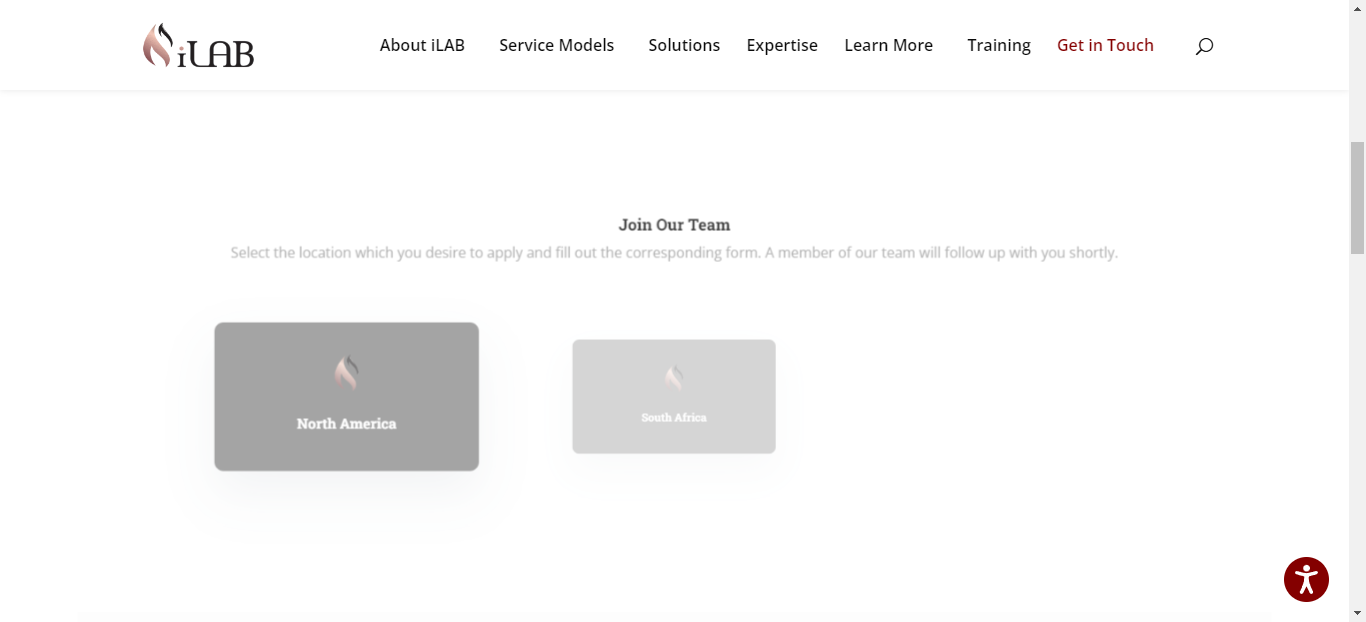 iLAB
About iLAB Service Models Solutions Expertise Learn More Training Get in Touch
Join Our Team
Select the location which you desire to apply and fill out the corresponding form. A member of our team will follow up with you shortly.
North America
South Africa